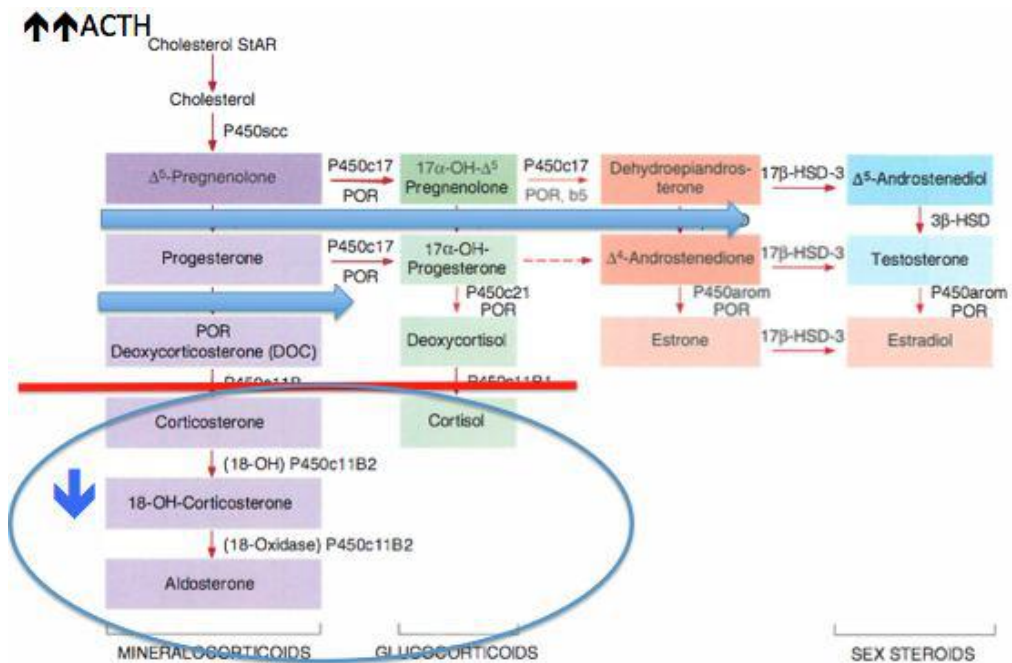 ↑↑ACTH
Cholesterol StAR
Cholesterol
P450scc
Δ⁵-Pregnenolone
P450c17
POR
17α-OH-Δ⁵
Pregnenolone
P450c17
POR, b5
Dehydroepiandros-
terone
17β-HSD-3
Δ⁵-Androstenediol
3β-HSD
Progesterone
P450c17
POR
17α-OH-
Progesterone
Δ⁴-Androstenedione
17β-HSD-3
Testosterone
P450c21
POR
P450arom
POR
P450arom
POR
POR
Deoxycorticosterone (DOC)
Deoxycortisol
Estrone
17β-HSD-3
Estradiol
Corticosterone
Cortisol
(18-OH) P450c11B2
18-OH-Corticosterone
(18-Oxidase) P450c11B2
Aldosterone
MINERALOCORTICOIDS
GLUCOCORTICOIDS
SEX STEROIDS